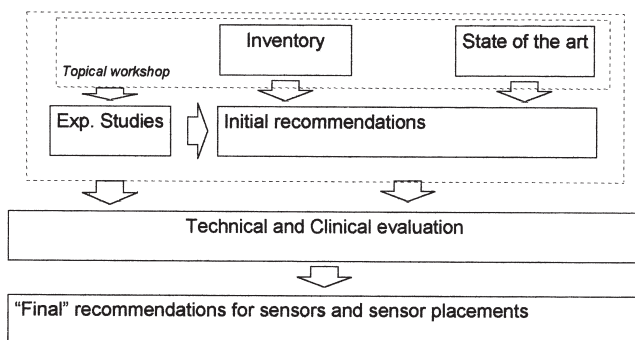 Inventory
State of the art
Topical workshop
Exp. Studies
Initial recommendations
Technical and Clinical evaluation
“Final” recommendations for sensors and sensor placements